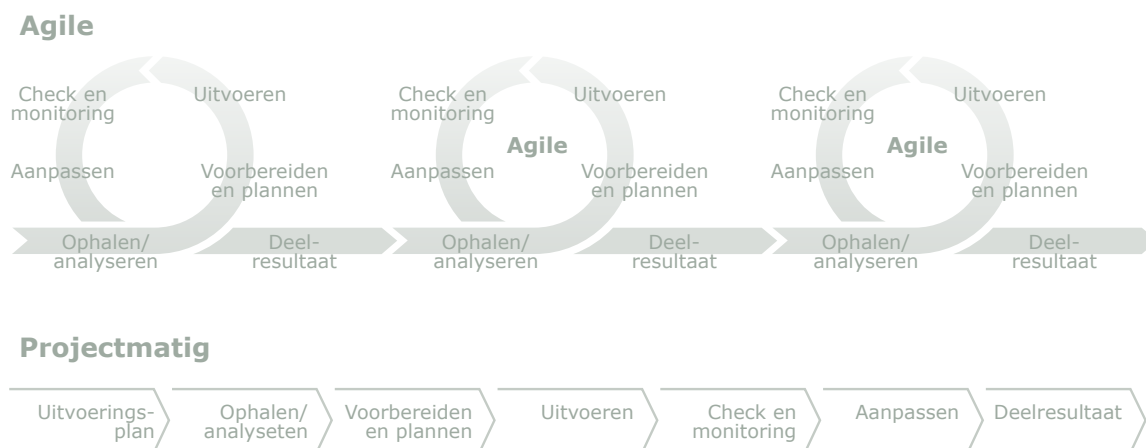 Agile
Check en
monitoring
Uitvoeren
Aanpassen
Voorbereiden
en plannen
Ophalen/
analyseren
Deel-
resultaat
Check en
monitoring
Uitvoeren
Agile
Aanpassen
Voorbereiden
en plannen
Ophalen/
analyseren
Deel-
resultaat
Check en
monitoring
Uitvoeren
Agile
Aanpassen
Voorbereiden
en plannen
Ophalen/
analyseren
Deel-
resultaat
Projectmatig
Uitvoerings-
plan
Ophalen/
analyseten
Voorbereiden
en plannen
Uitvoeren
Check en
monitoring
Aanpassen
Deelresultaat